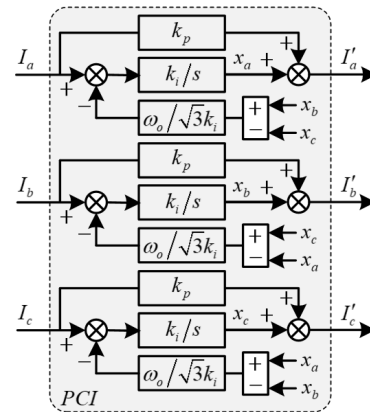 k_p
I_a
k_i/s
x_a
I'_a
+
+
+
−
ω_o/√3k_i
+
−
x_b
x_c
k_p
I_b
k_i/s
x_b
I'_b
+
+
+
−
ω_o/√3k_i
+
−
x_c
x_a
k_p
I_c
k_i/s
x_c
I'_c
+
+
+
−
ω_o/√3k_i
+
−
x_a
x_b
PCI